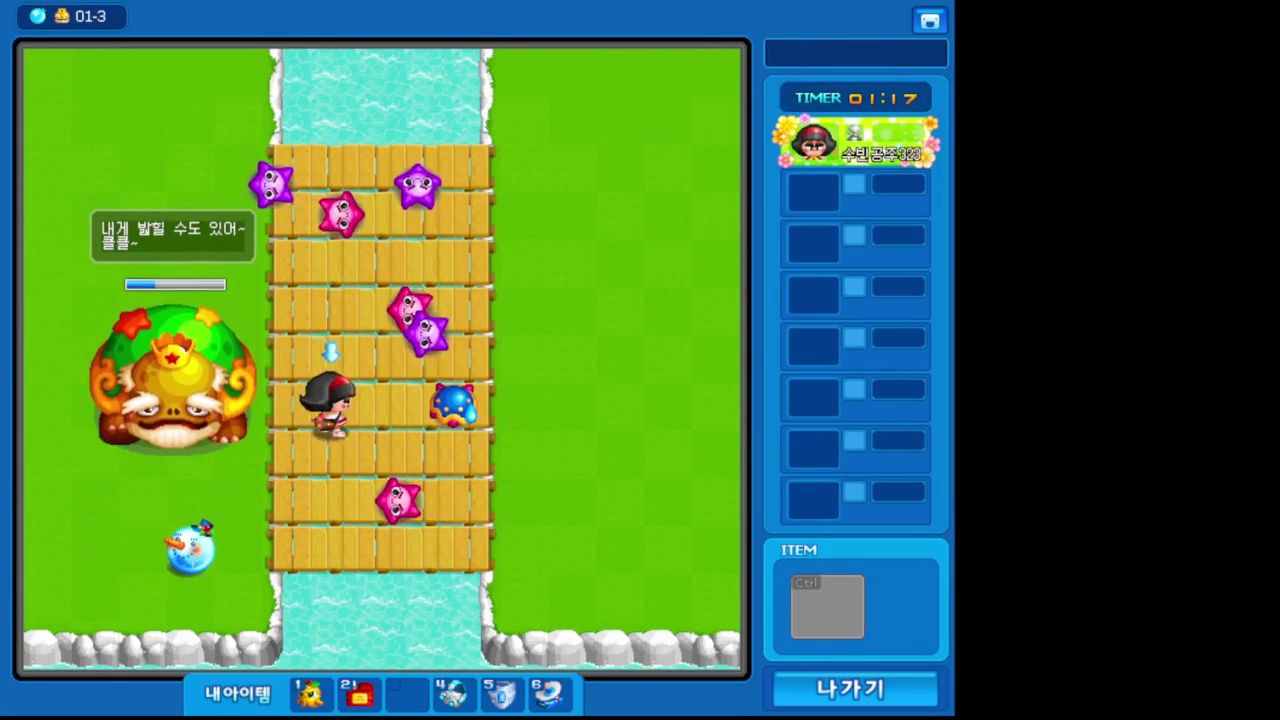 01-3
TIMER 01:17
수빈공주323
내게 밟힐 수도 있어~
클클~
ITEM
Ctrl
내아이템
1
2
4
5
6
나가기